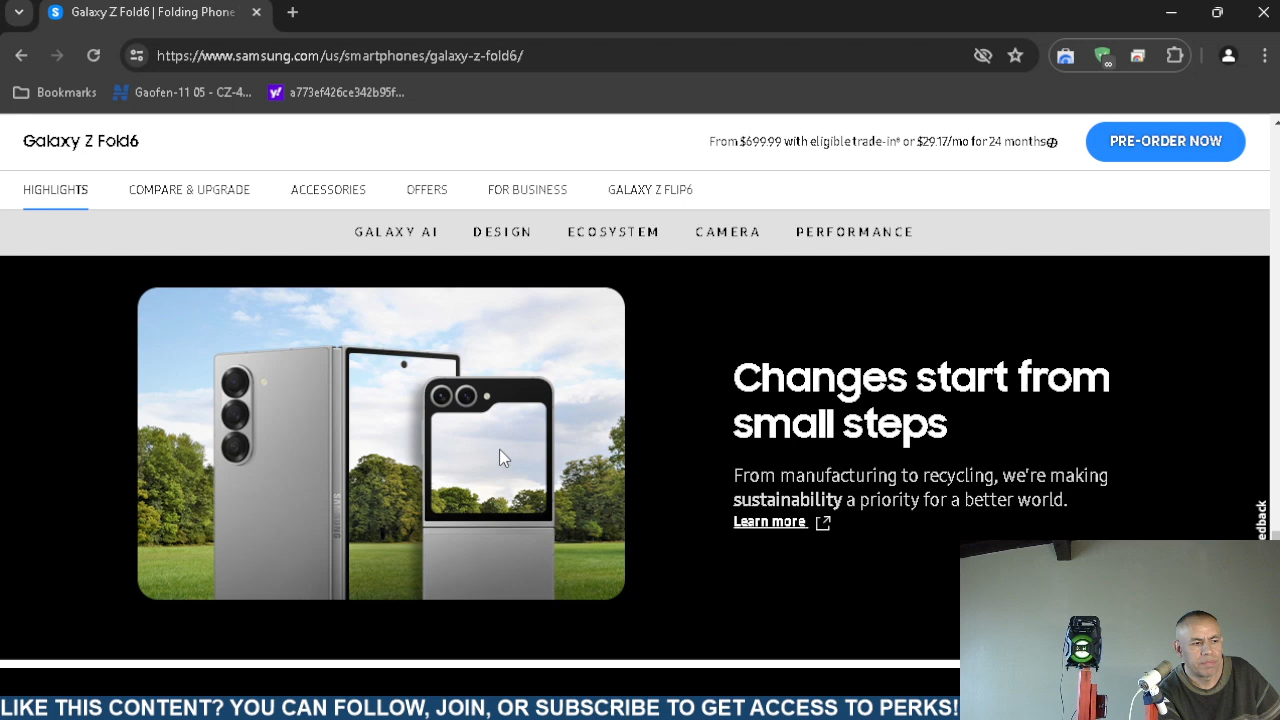 Galaxy Z Fold6 | Folding Phone
https://www.samsung.com/us/smartphones/galaxy-z-fold6/
Bookmarks
Gaofen-11 05 - CZ-4...
a773ef426ce342b95f...
Galaxy Z Fold6
From $699.99 with eligible trade-in⁸ or $29.17/mo for 24 months
PRE-ORDER NOW
HIGHLIGHTS
COMPARE & UPGRADE
ACCESSORIES
OFFERS
FOR BUSINESS
GALAXY Z FLIP6
GALAXY AI
DESIGN
ECOSYSTEM
CAMERA
PERFORMANCE
SAMSUNG
Changes start from
small steps
From manufacturing to recycling, we're making
sustainability a priority for a better world.
Learn more
edback
LIKE THIS CONTENT? YOU CAN FOLLOW, JOIN, OR SUBSCRIBE TO GET ACCESS TO PERKS!